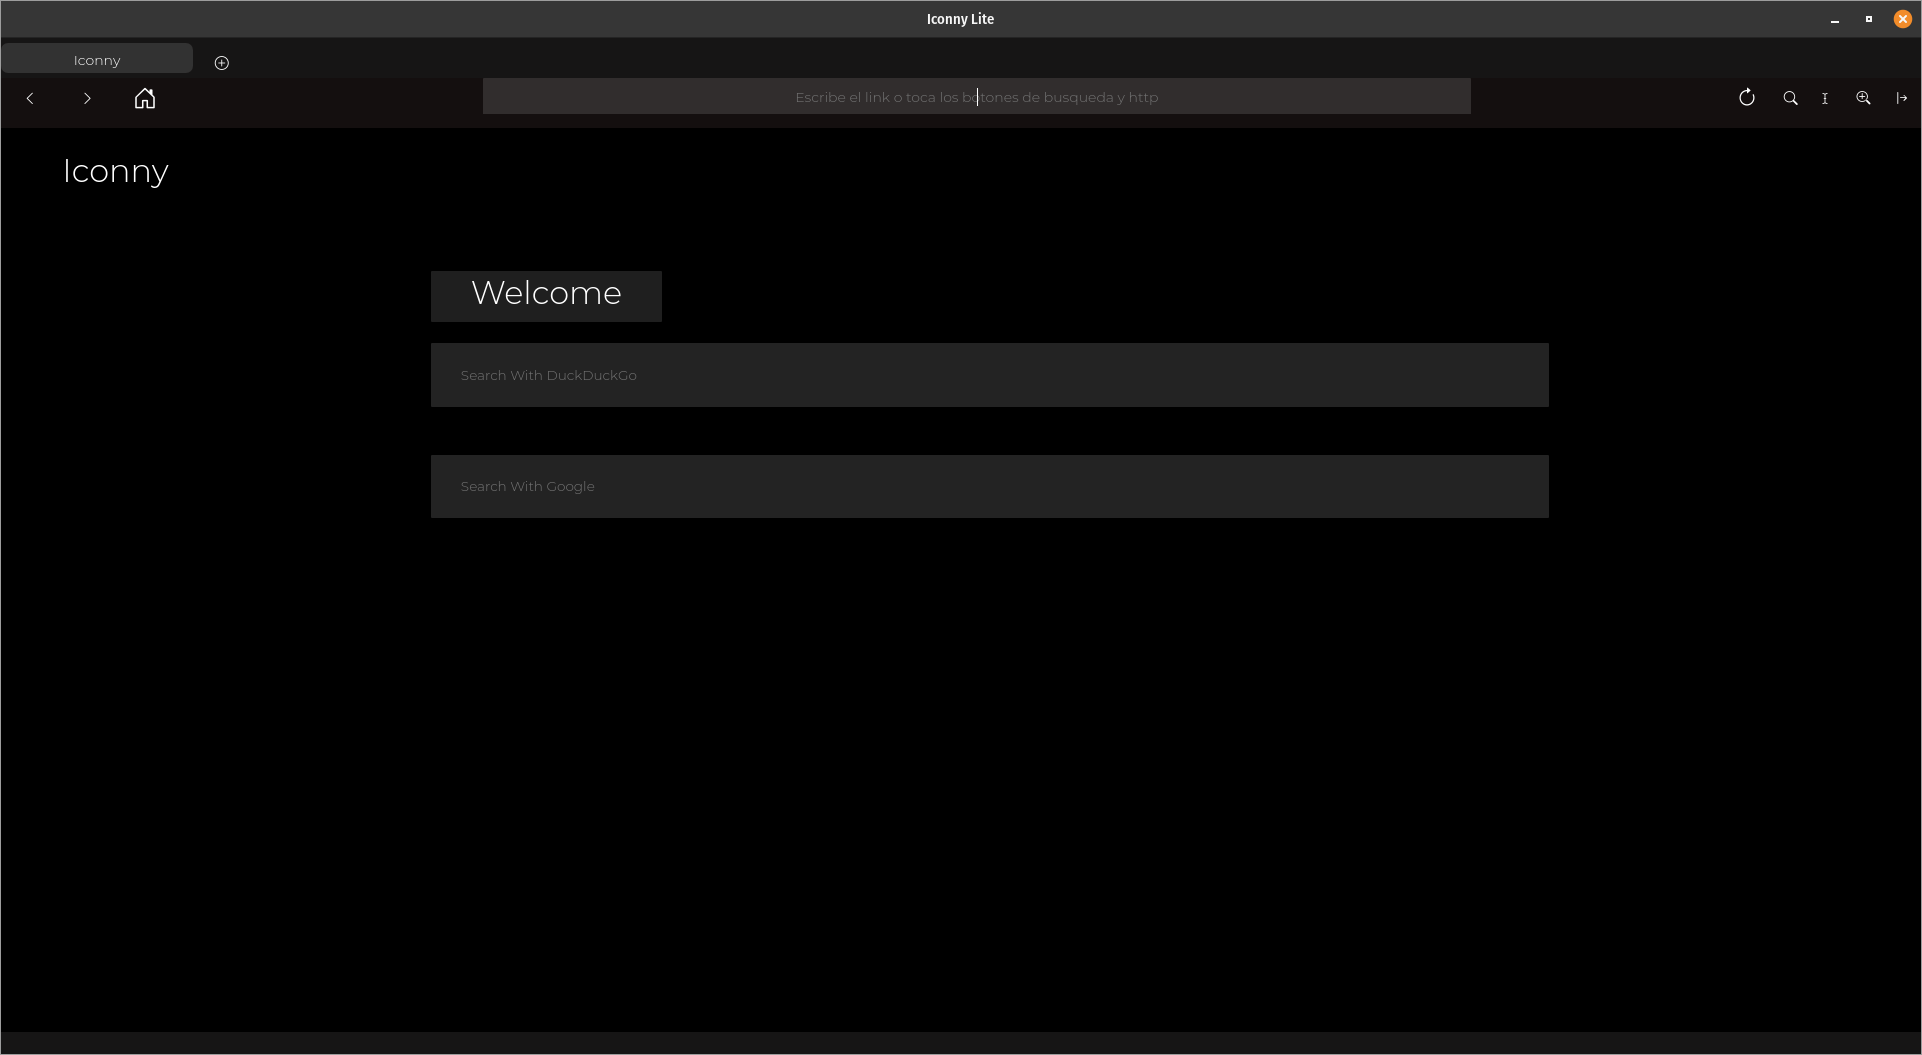 Iconny Lite
Iconny
Escribe el link o toca los botones de busqueda y http
Iconny
Welcome
Search With DuckDuckGo
Search With Google